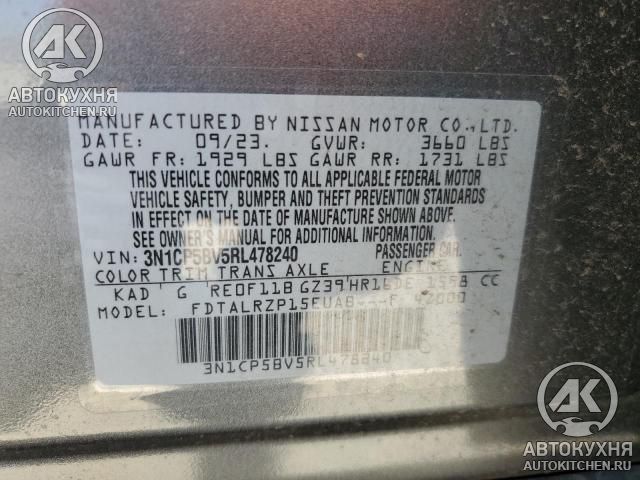 АВТОКУХНЯ
AUTOKITCHEN.RU
MANUFACTURED BY NISSAN MOTOR CO., LTD.
DATE: 09/23. GVWR: 3660 LBS
GAWR FR: 1929 LBS GAWR RR: 1731 LBS
THIS VEHICLE CONFORMS TO ALL APPLICABLE FEDERAL MOTOR
VEHICLE SAFETY, BUMPER AND THEFT PREVENTION STANDARDS
IN EFFECT ON THE DATE OF MANUFACTURE SHOWN ABOVE.
SEE OWNER'S MANUAL FOR ADDITIONAL INFORMATION.
VIN: 3N1CP5BV5RL478240 PASSENGER CAR.
COLOR TRIM TRANS AXLE ENGINE
KAD G RE0F11B GZ39 HR16DE 1598 CC
MODEL: FDTALRZP15EUAB---F 42000
3N1CP5BV5RL478240
АК
АВТОКУХНЯ
AUTOKITCHEN.RU